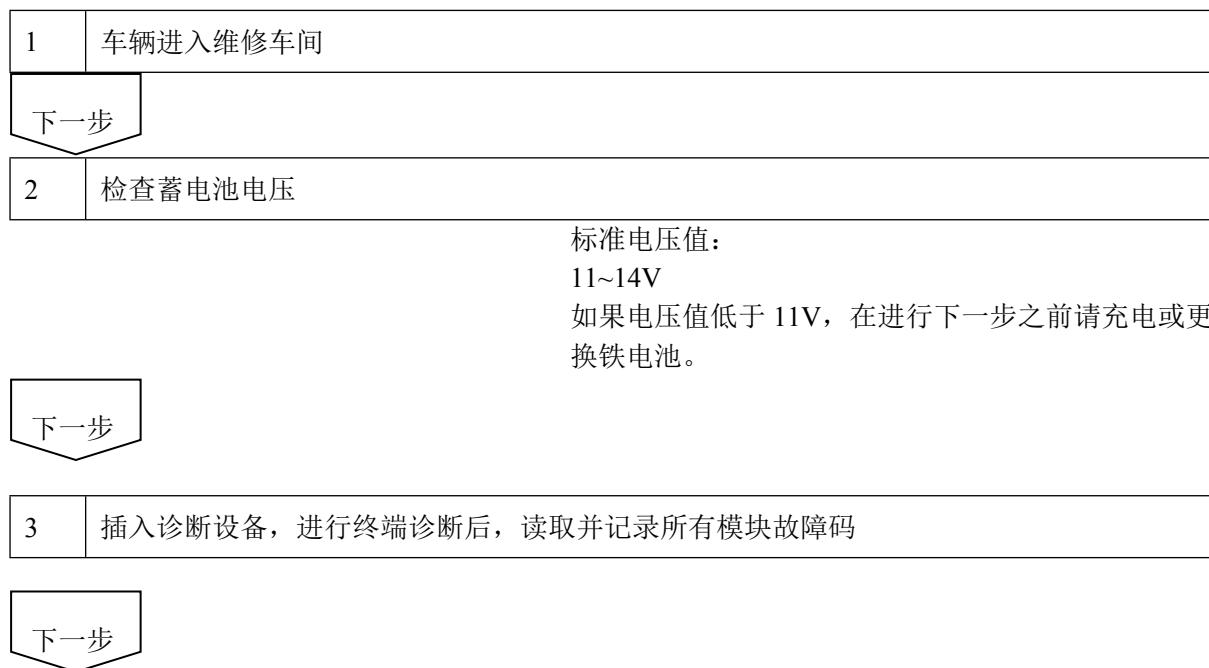 1 车辆进入维修车间
下一步
2 检查蓄电池电压
标准电压值：
11~14V
如果电压值低于 11V，在进行下一步之前请充电或更
换铁电池。
下一步
3 插入诊断设备，进行终端诊断后，读取并记录所有模块故障码
下一步